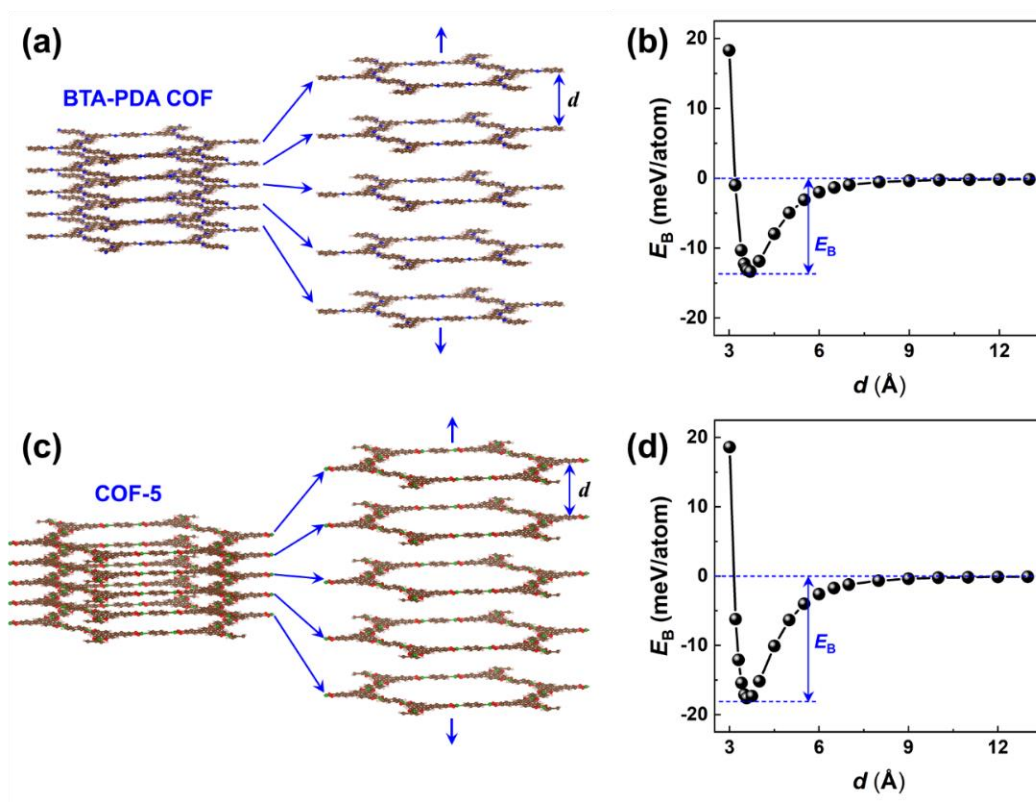 (a)
BTA-PDA COF
d
(b)
E_B (meV/atom)
20
10
0
-10
-20
E_B
3
6
9
12
d (Å)
(c)
COF-5
d
(d)
E_B (meV/atom)
20
10
0
-10
-20
E_B
3
6
9
12
d (Å)